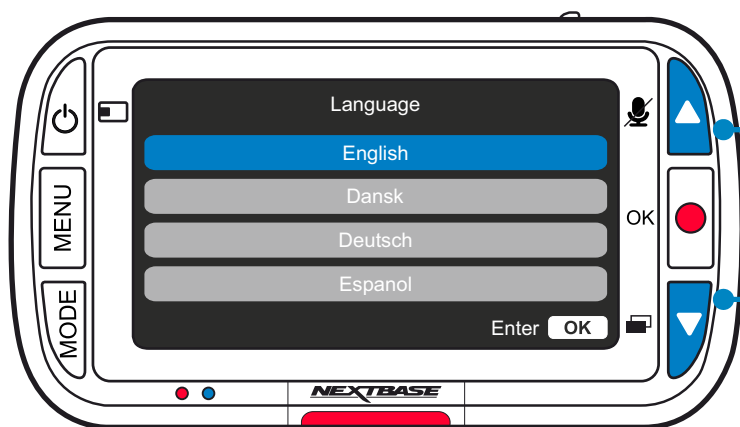 Language
English
Dansk
Deutsch
Espanol
Enter OK
MENU
MODE
OK
NEXTBASE